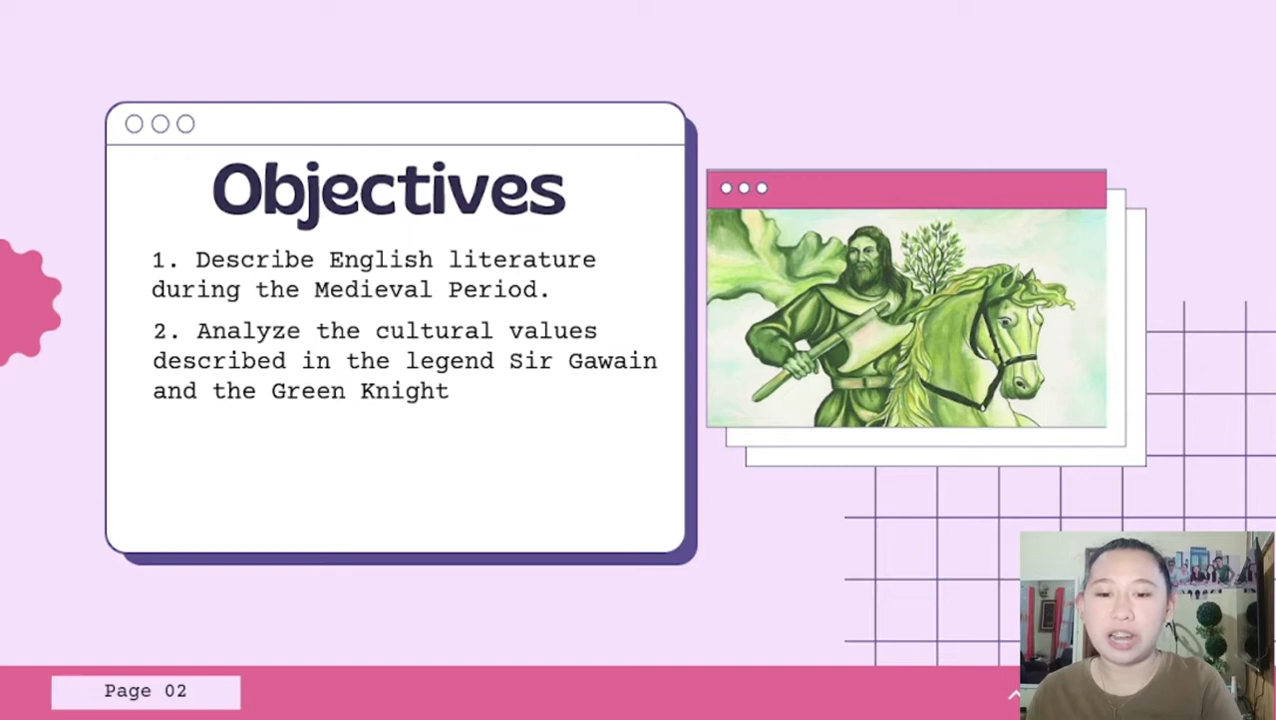 Objectives
1. Describe English literature
during the Medieval Period.
2. Analyze the cultural values
described in the legend Sir Gawain
and the Green Knight
Page 02